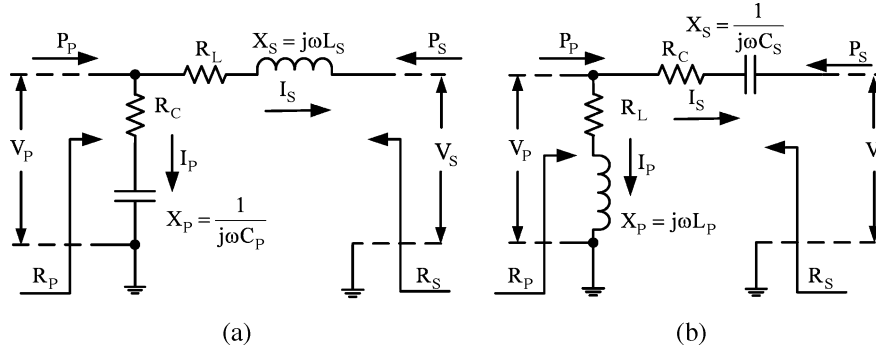 P_P
R_L
X_S = jωL_S
P_S
R_C
I_S
V_P
I_P
V_S
X_P = 1/(jωC_P)
R_P
R_S
(a)
P_P
X_S = 1/(jωC_S)
R_C
P_S
R_L
I_S
V_P
I_P
V
X_P = jωL_P
R_P
R_S
(b)